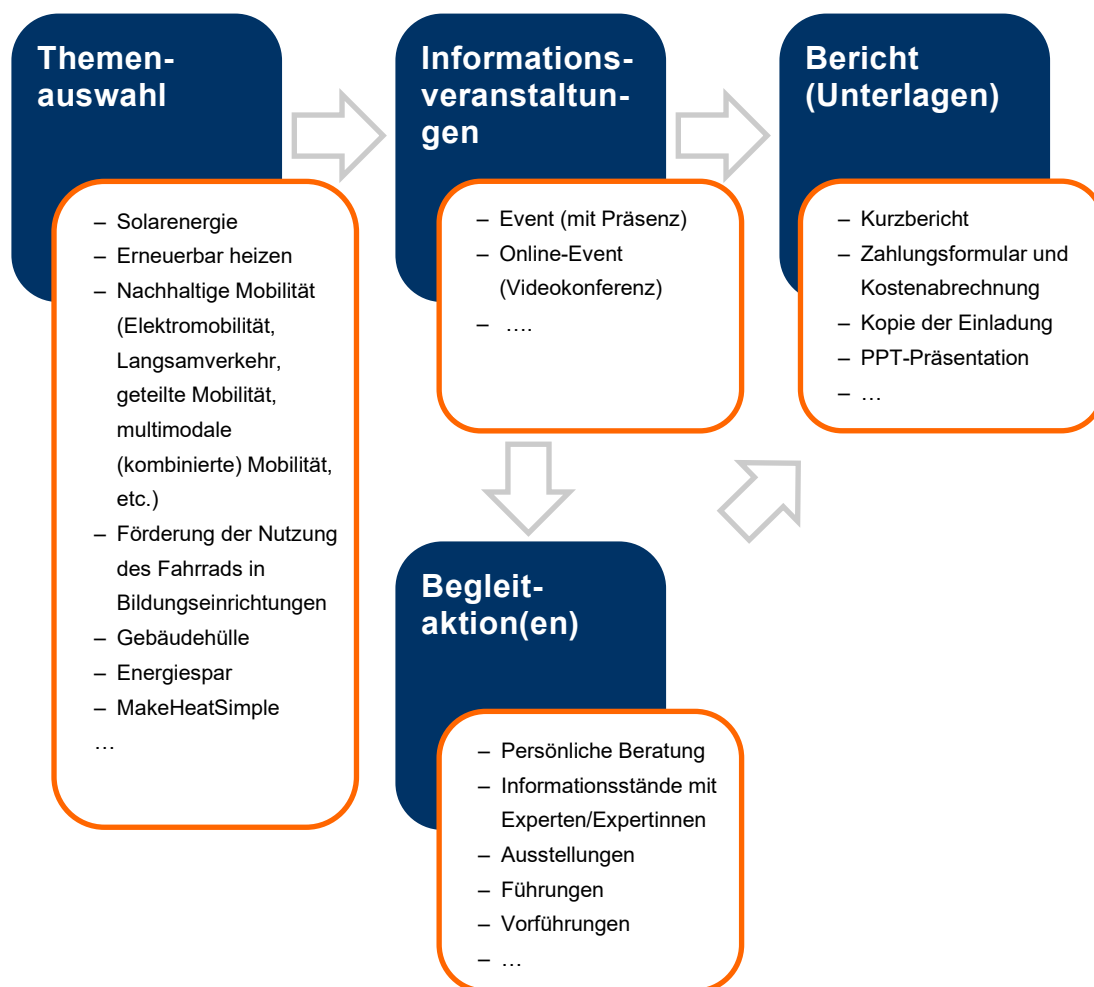 Themen-
auswahl
– Solarenergie
– Erneuerbar heizen
– Nachhaltige Mobilität
(Elektromobilität,
Langsamverkehr,
geteilte Mobilität,
multimodale
(kombinierte) Mobilität,
etc.)
– Förderung der Nutzung
des Fahrrads in
Bildungseinrichtungen
– Gebäudehülle
– Energiespar
– MakeHeatSimple
…
Informations-
veranstaltun-
gen
– Event (mit Präsenz)
– Online-Event
(Videokonferenz)
– ….
Begleit-
aktion(en)
– Persönliche Beratung
– Informationsstände mit
Experten/Expertinnen
– Ausstellungen
– Führungen
– Vorführungen
– …
Bericht
(Unterlagen)
– Kurzbericht
– Zahlungsformular und
Kostenabrechnung
– Kopie der Einladung
– PPT-Präsentation
– …